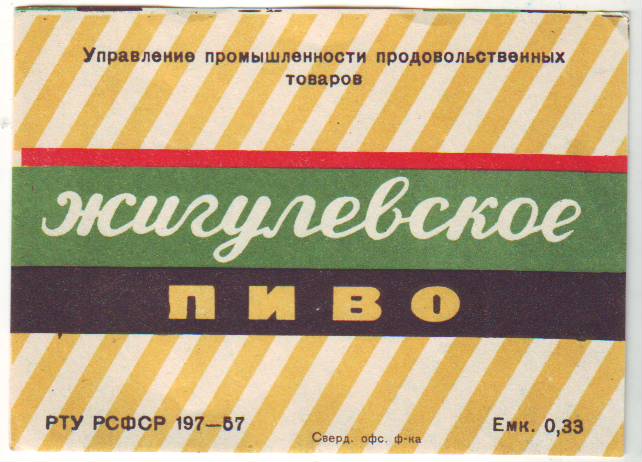 Управление промышленности продовольственных
товаров
жигулевское
ПИВО
РТУ РСФСР 197—57
Емк. 0,33
Сверд. офс. ф-ка